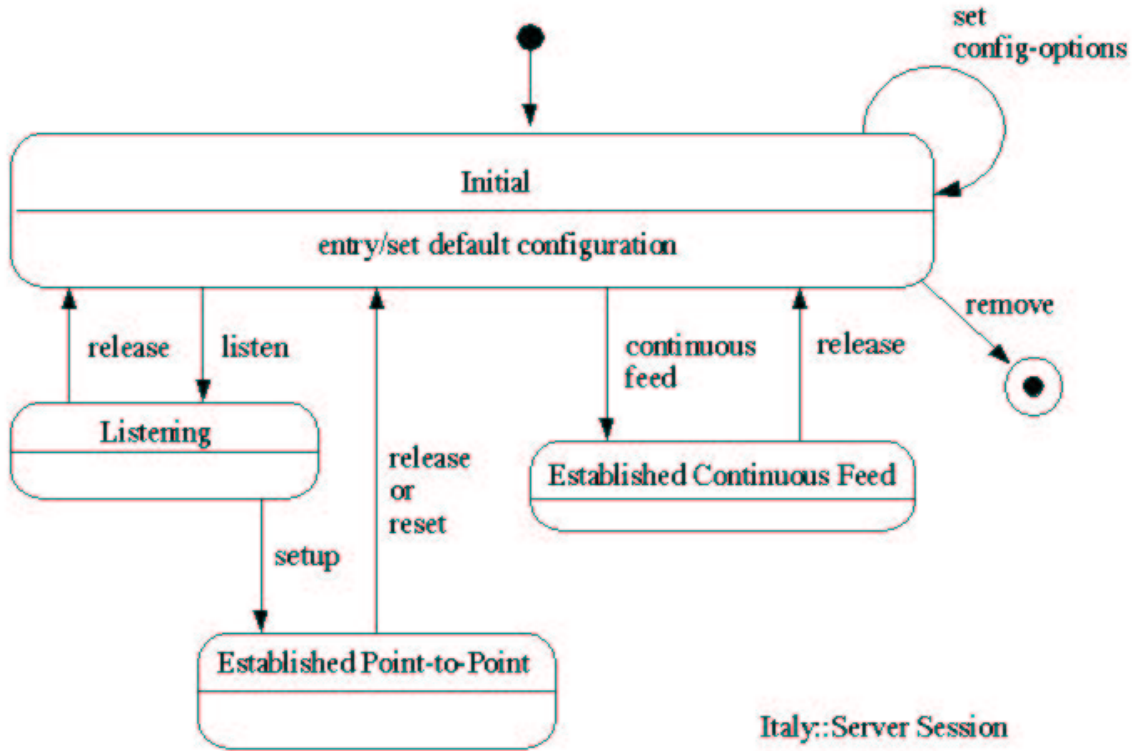 set
config-options
Initial
entry/set default configuration
remove
release
listen
continuous
feed
release
Listening
release
or
reset
Established Continuous Feed
setup
Established Point-to-Point
Italy::Server Session